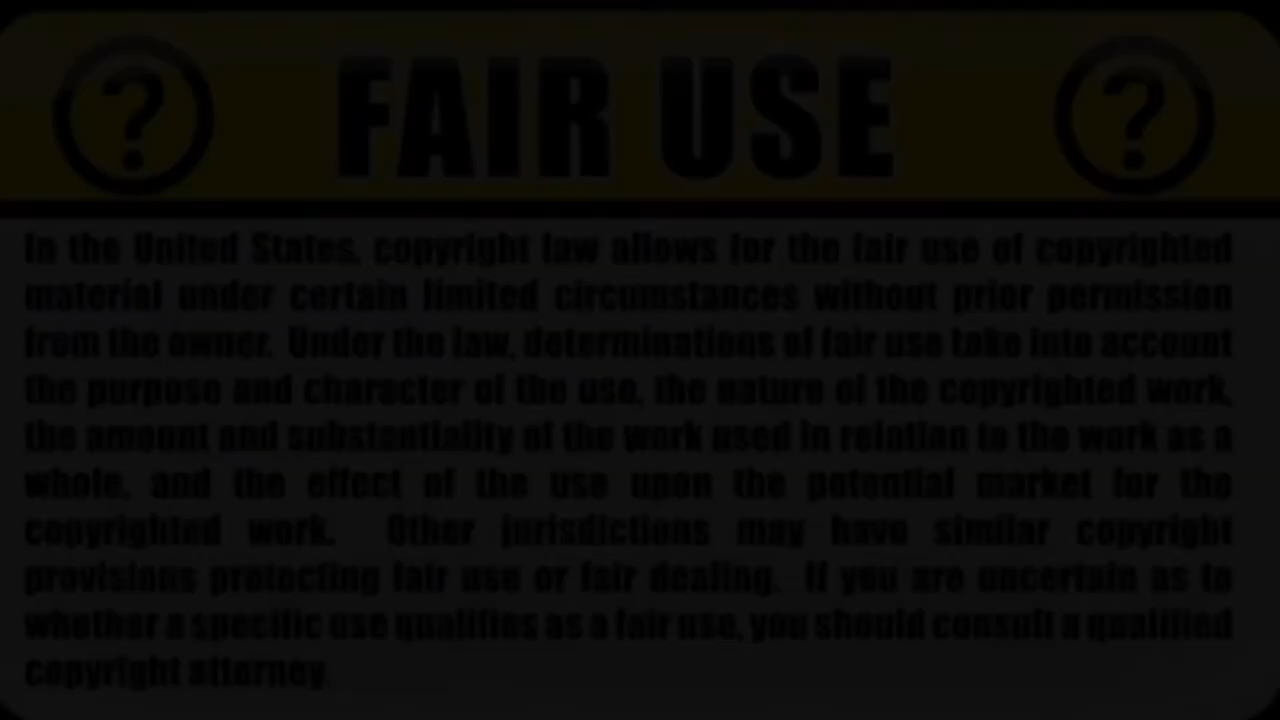 ? FAIR USE ?
In the United States, copyright law allows for the fair use of copyrighted
material under certain limited circumstances without prior permission
from the owner. Under the law, determinations of fair use take into account
the purpose and character of the use, the nature of the copyrighted work,
the amount and substantiality of the work used in relation to the work as a
whole, and the effect of the use upon the potential market for the
copyrighted work. Other jurisdictions may have similar copyright
provisions protecting fair use or fair dealing. If you are uncertain as to
whether a specific use qualifies as a fair use, you should consult a qualified
copyright attorney.